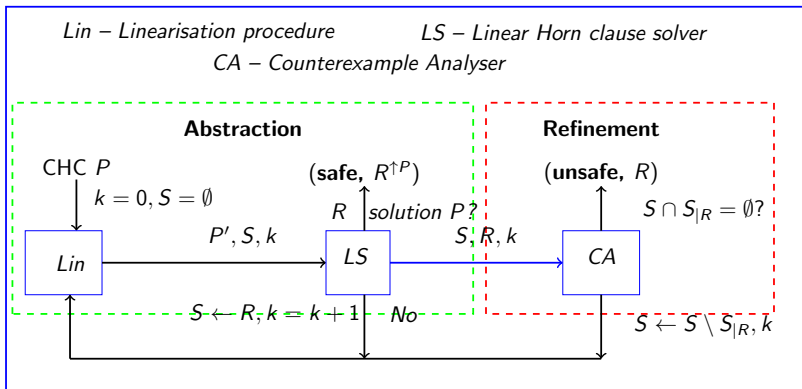 Lin – Linearisation procedure LS – Linear Horn clause solver
CA – Counterexample Analyser
Abstraction Refinement
CHC P (safe, R↑P) (unsafe, R)
k = 0, S = ∅ R solution P? S ∩ S|R = ∅?
P′, S, k S, R, k
Lin LS CA
S ← R, k = k + 1 No S ← S \ S|R, k